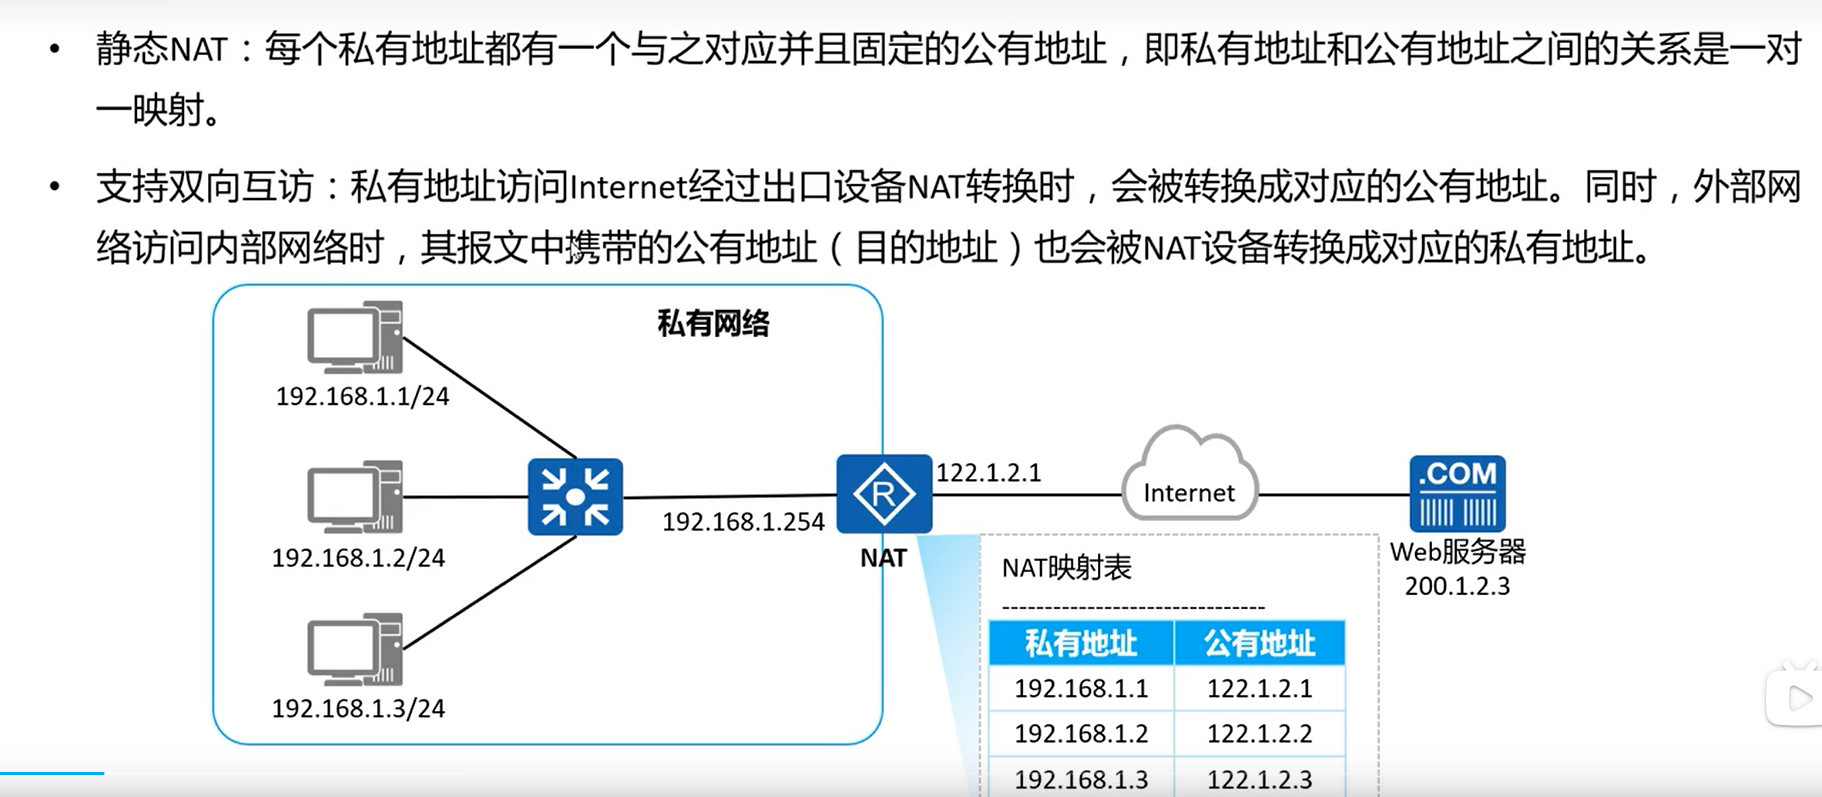 • 静态NAT：每个私有地址都有一个与之对应并且固定的公有地址，即私有地址和公有地址之间的关系是一对
一映射。
• 支持双向互访：私有地址访问Internet经过出口设备NAT转换时，会被转换成对应的公有地址。同时，外部网
络访问内部网络时，其报文中携带的公有地址（目的地址）也会被NAT设备转换成对应的私有地址。
私有网络
192.168.1.1/24
192.168.1.2/24
192.168.1.3/24
192.168.1.254
R
NAT
122.1.2.1
Internet
.COM
Web服务器
200.1.2.3
NAT映射表
------------------------------
私有地址 公有地址
192.168.1.1 122.1.2.1
192.168.1.2 122.1.2.2
192.168.1.3 122.1.2.3